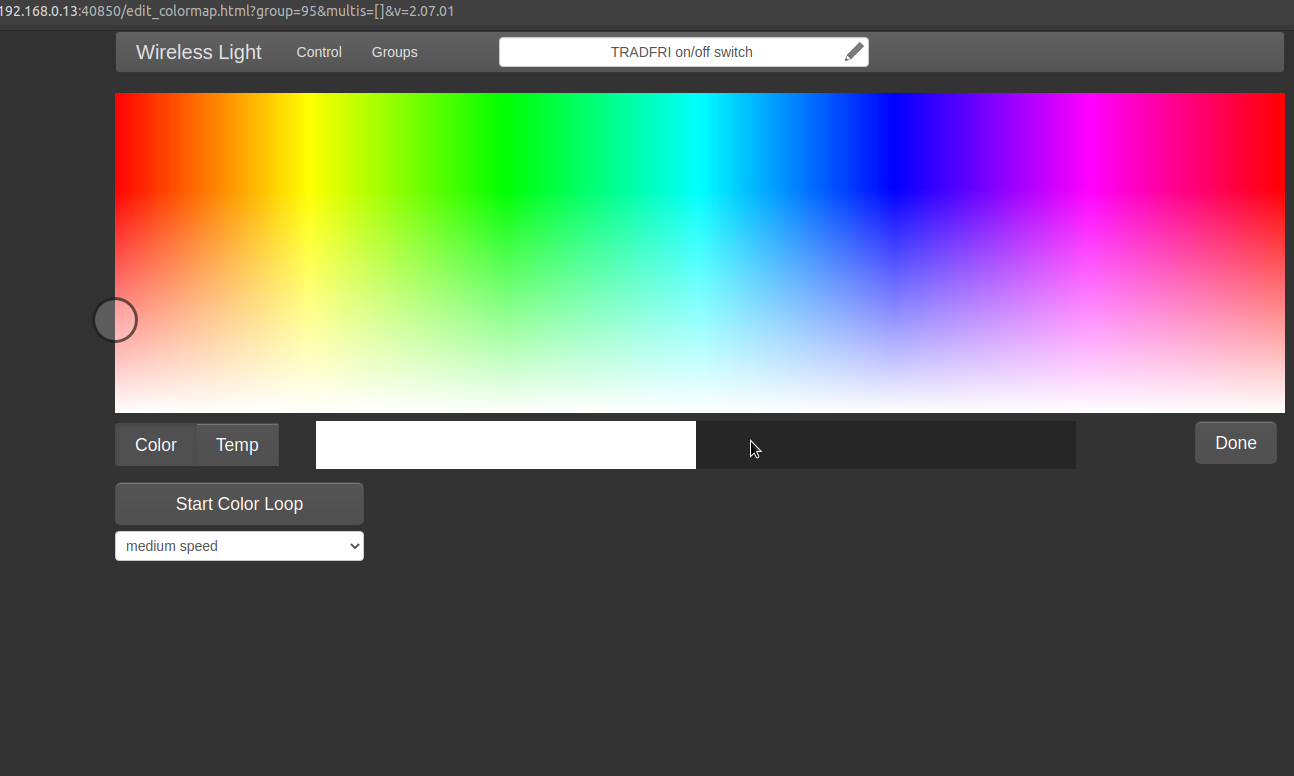 192.168.0.13:40850/edit_colormap.html?group=95&multis=[]&v=2.07.01
Wireless Light Control Groups TRADFRI on/off switch
Color Temp Done
Start Color Loop
medium speed